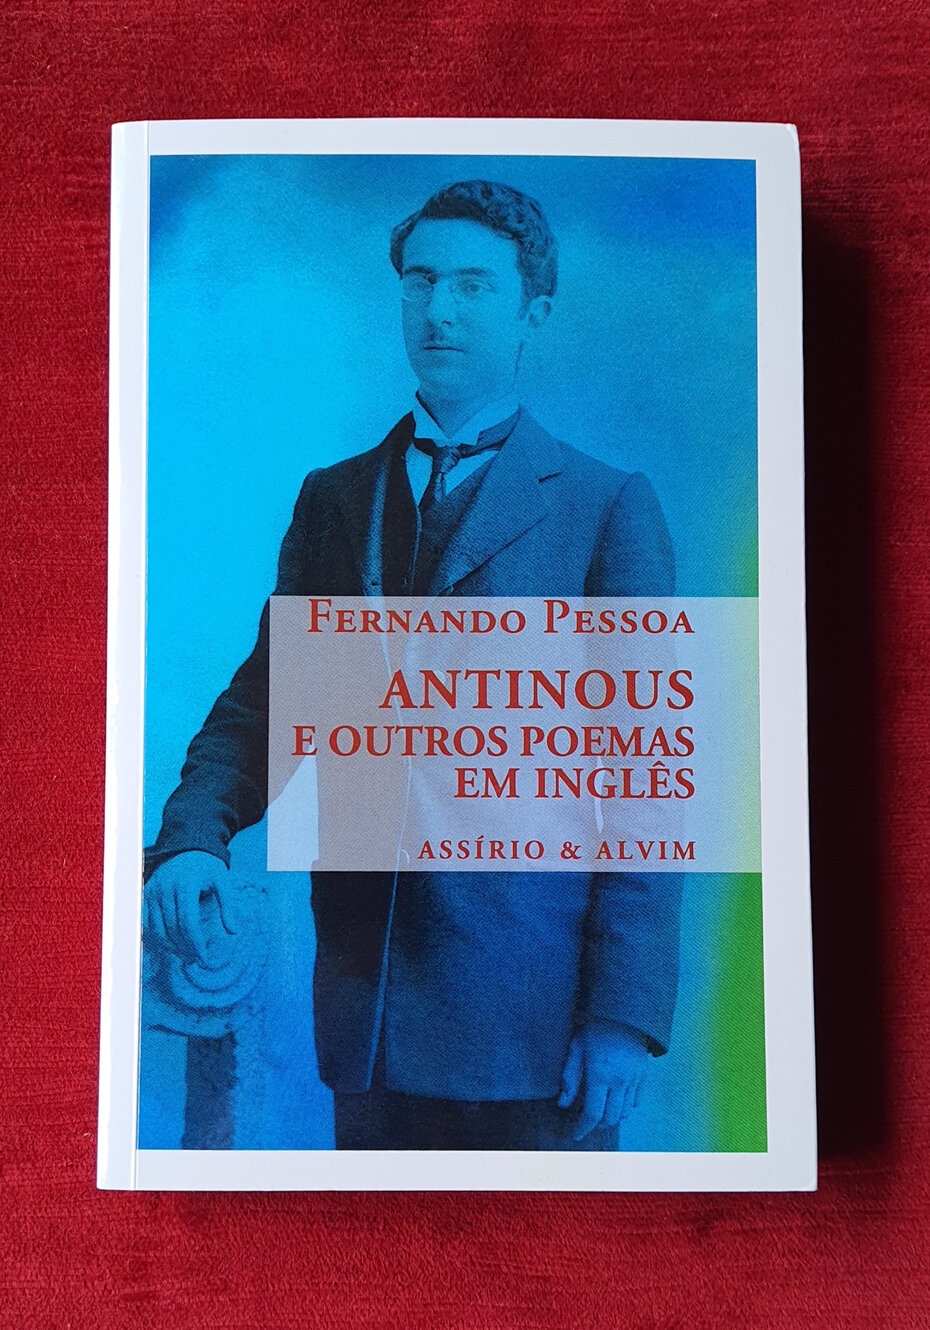 FERNANDO PESSOA
ANTINOUS
E OUTROS POEMAS
EM INGLÊS
ASSÍRIO & ALVIM